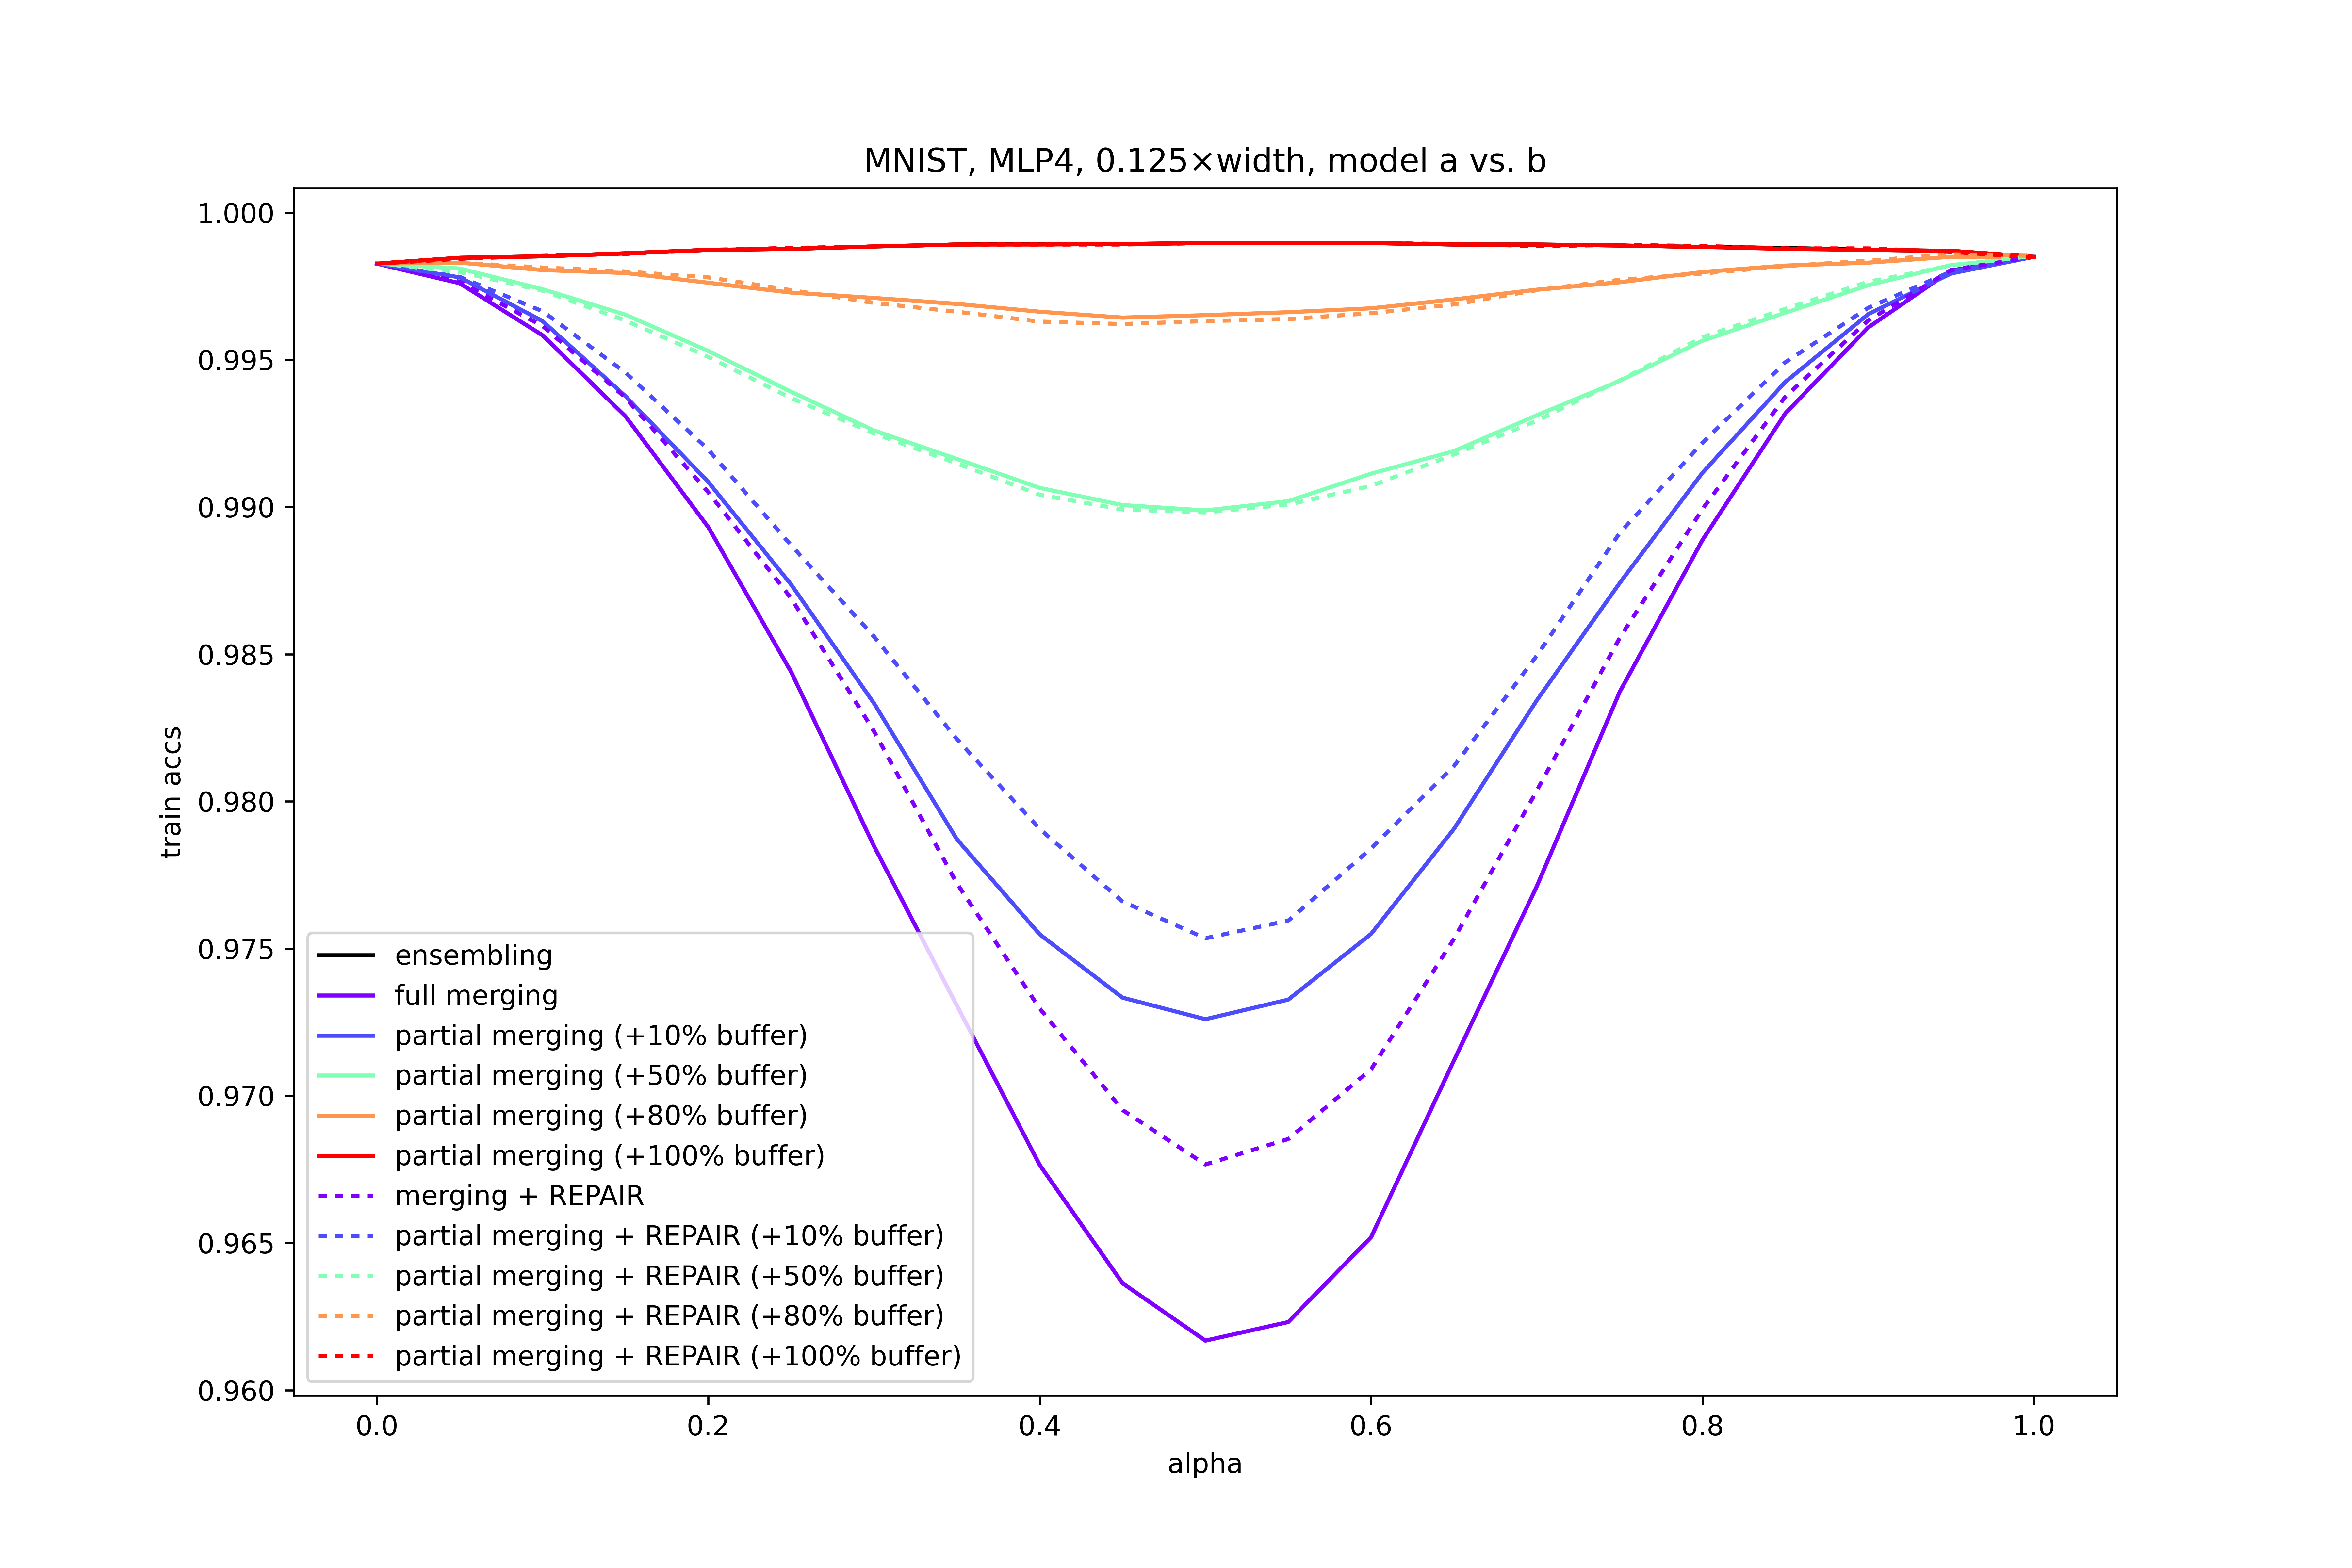 MNIST, MLP4, 0.125×width, model a vs. b
1.000
0.995
0.990
0.985
0.980
0.975
0.970
0.965
0.960
train accs
ensembling
full merging
partial merging (+10% buffer)
partial merging (+50% buffer)
partial merging (+80% buffer)
partial merging (+100% buffer)
merging + REPAIR
partial merging + REPAIR (+10% buffer)
partial merging + REPAIR (+50% buffer)
partial merging + REPAIR (+80% buffer)
partial merging + REPAIR (+100% buffer)
0.0 0.2 0.4 0.6 0.8 1.0
alpha